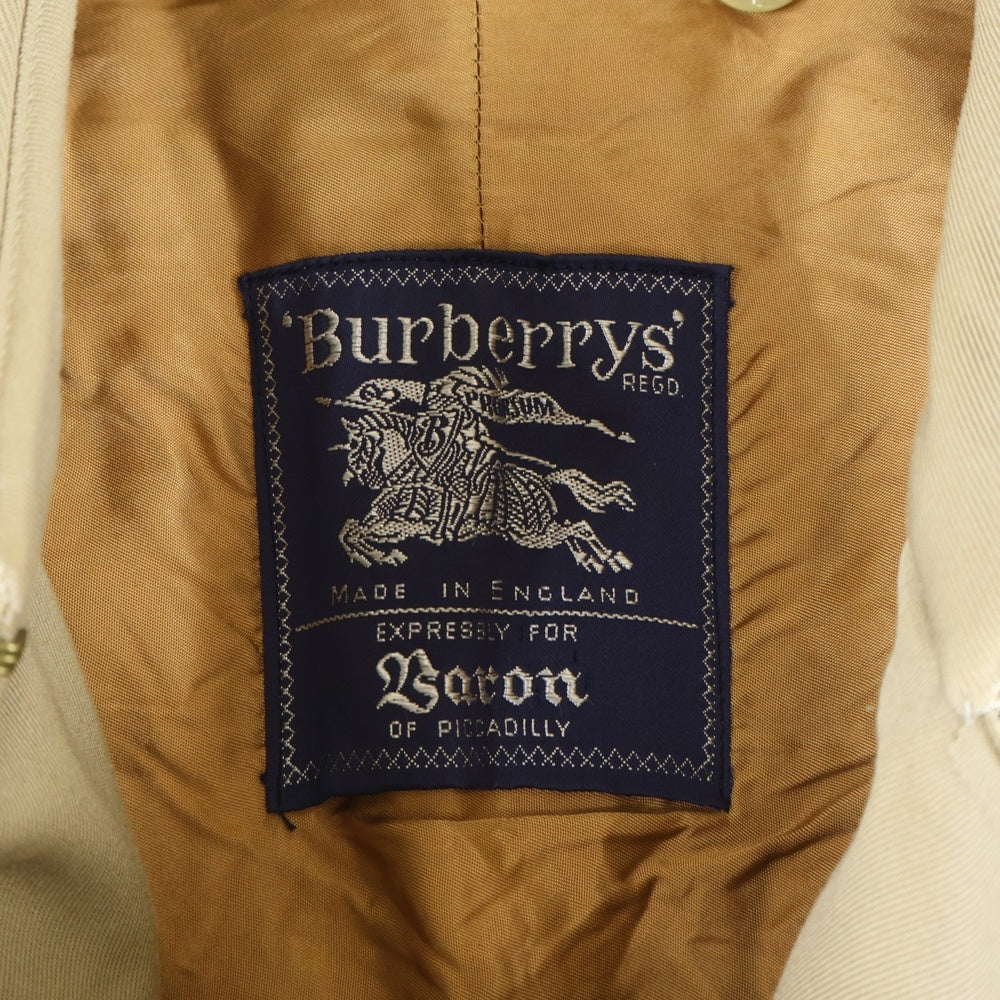 'Burberrys'
REGD.
PRORSUM
B
MADE IN ENGLAND
EXPRESSLY FOR
Baron
OF PICCADILLY